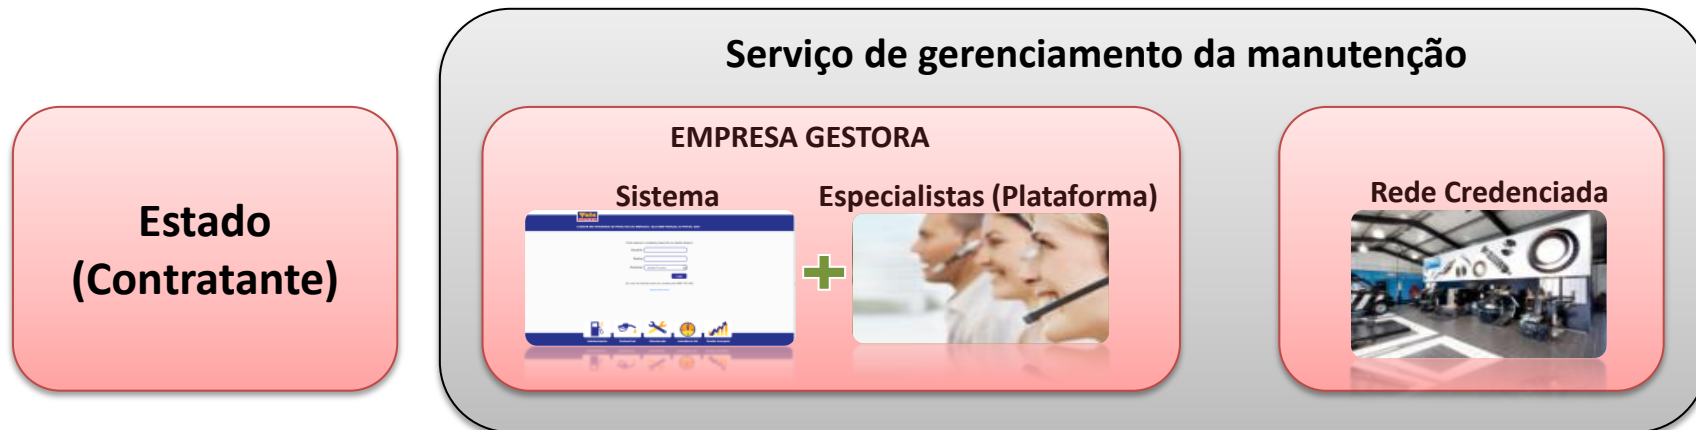 Serviço de gerenciamento da manutenção
EMPRESA GESTORA
Sistema
Especialistas (Plataforma)
Rede Credenciada
Estado
(Contratante)